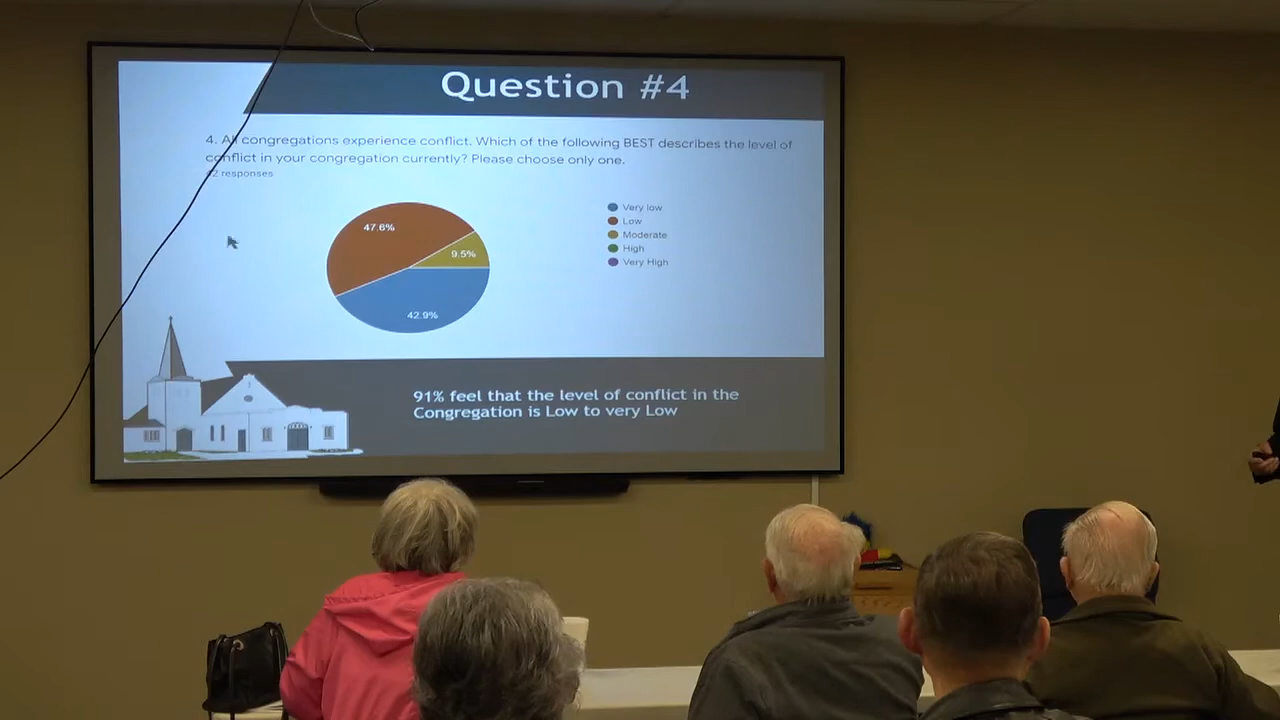 Question #4
4. All congregations experience conflict. Which of the following BEST describes the level of
conflict in your congregation currently? Please choose only one.
42 responses
Very low
Low
Moderate
High
Very High
47.6%
9.5%
42.9%
91% feel that the level of conflict in the
Congregation is Low to very Low